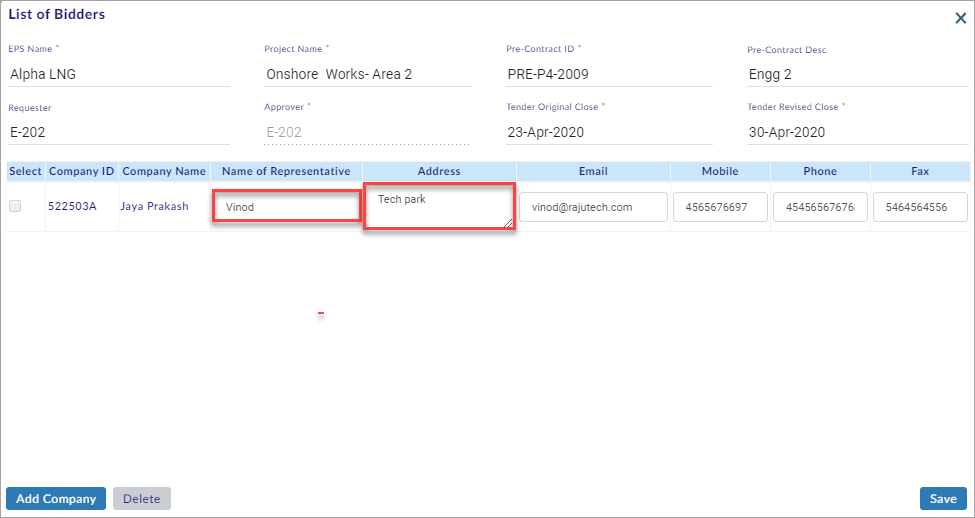 List of Bidders
EPS Name *
Project Name *
Pre-Contract ID *
Pre-Contract Desc
Alpha LNG
Onshore Works- Area 2
PRE-P4-2009
Engg 2
Requester
Approver *
Tender Original Close *
Tender Revised Close *
E-202
E-202
23-Apr-2020
30-Apr-2020
Select Company ID Company Name Name of Representative Address Email Mobile Phone Fax
522503A Jaya Prakash Vinod Tech park vinod@rajutech.com 4565676697 45456567676 5464564556
Add Company
Delete
Save